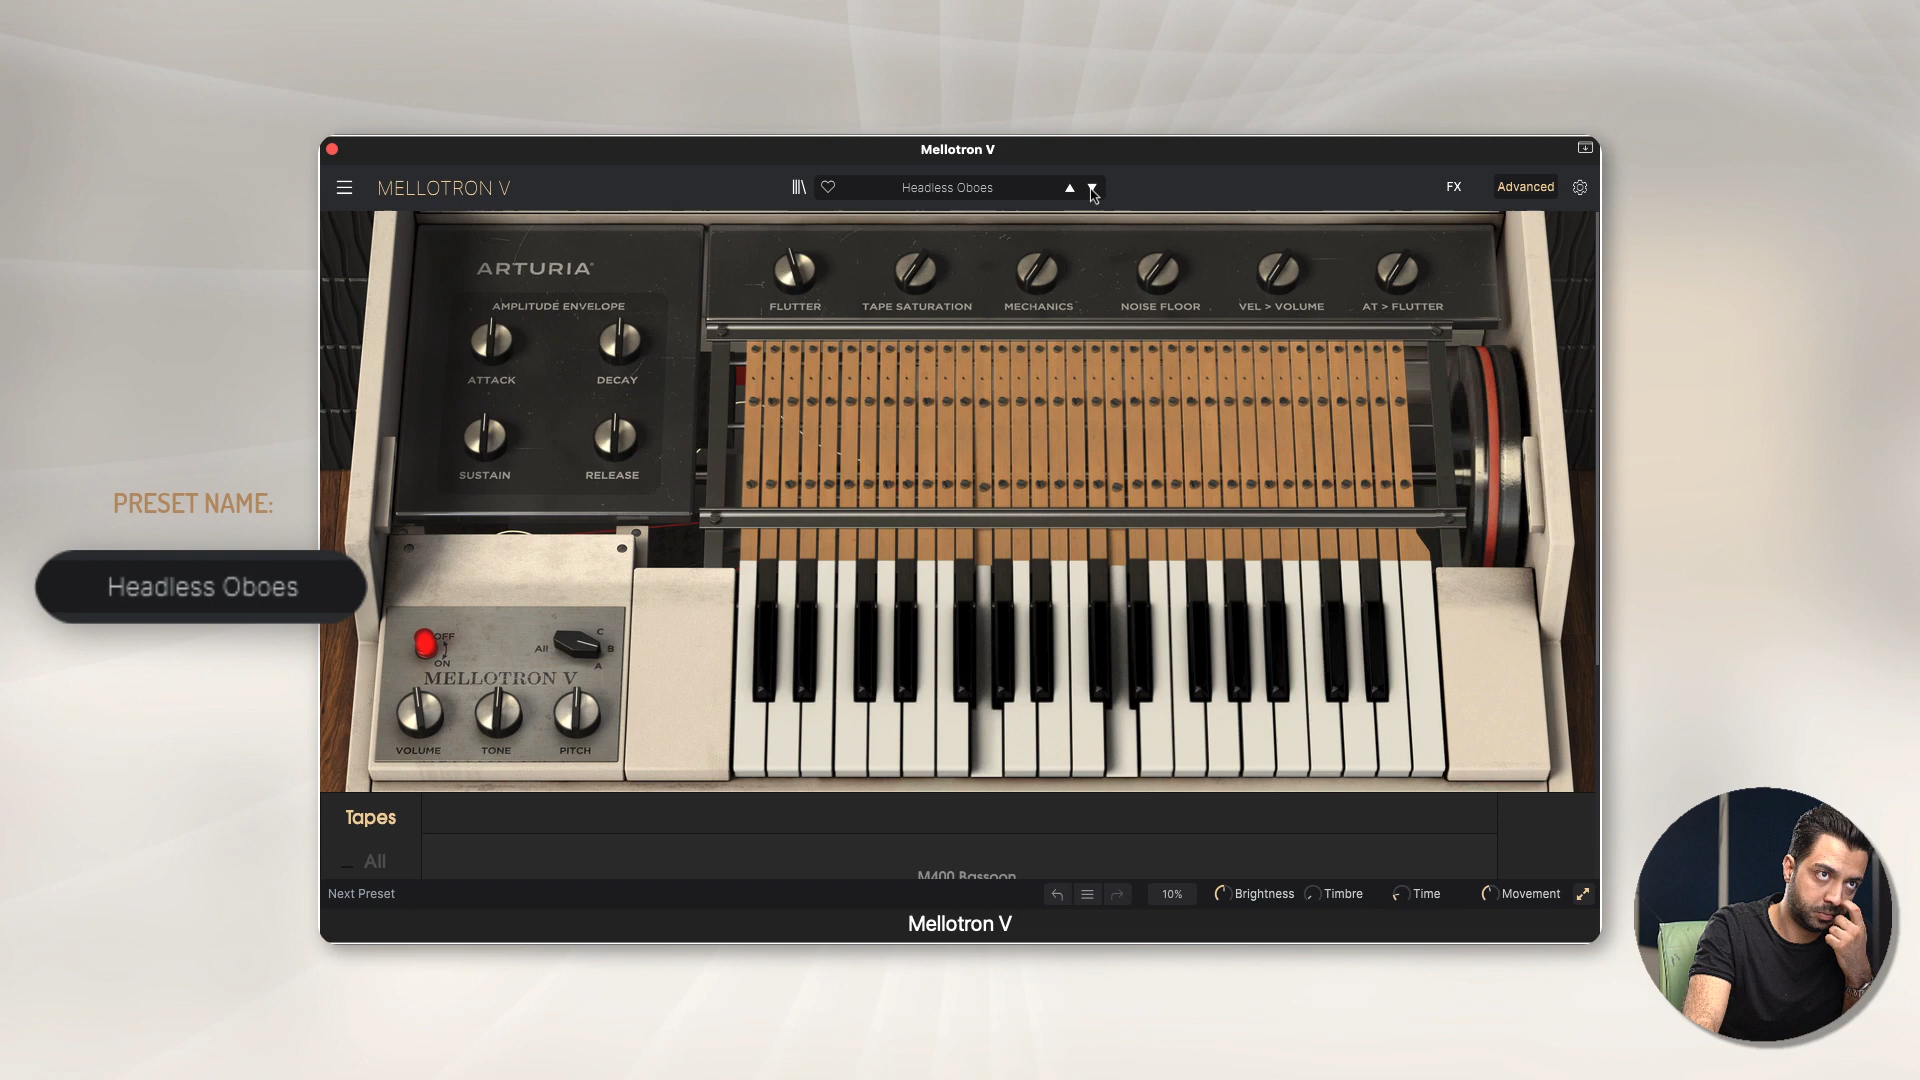 Mellotron V
MELLOTRON V
Headless Oboes
FX
Advanced
ARTURIA
AMPLITUDE ENVELOPE
ATTACK
DECAY
SUSTAIN
RELEASE
FLUTTER
TAPE SATURATION
MECHANICS
NOISE FLOOR
VEL > VOLUME
AT > FLUTTER
PRESET NAME:
Headless Oboes
OFF
ON
All
C
B
A
MELLOTRON V
VOLUME
TONE
PITCH
Tapes
All
M400 Bassoon
Next Preset
10%
Brightness
Timbre
Time
Movement
Mellotron V